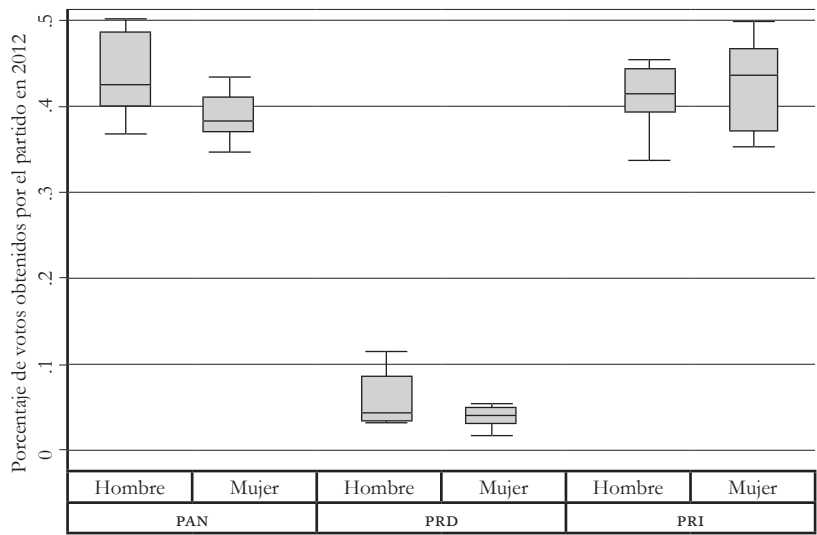 Porcentaje de votos obtenidos por el partido en 2012
.5
.4
.3
.2
.1
0
Hombre Mujer Hombre Mujer Hombre Mujer
PAN PRD PRI